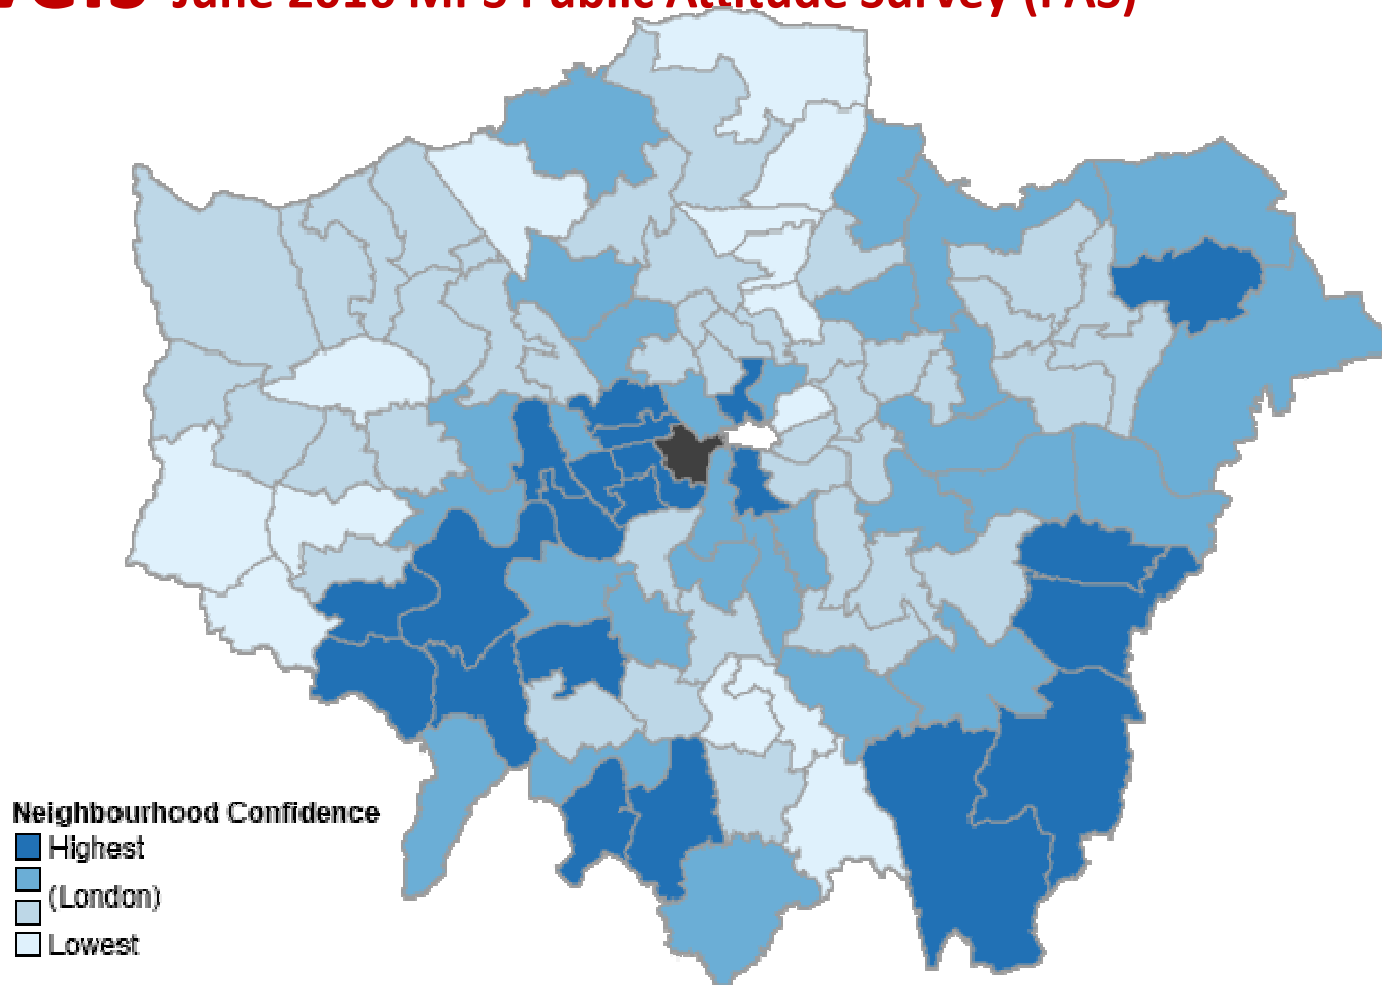 June 2016 MPS Public Attitude Survey (PAS)
Neighbourhood Confidence
Highest
(London)
Lowest